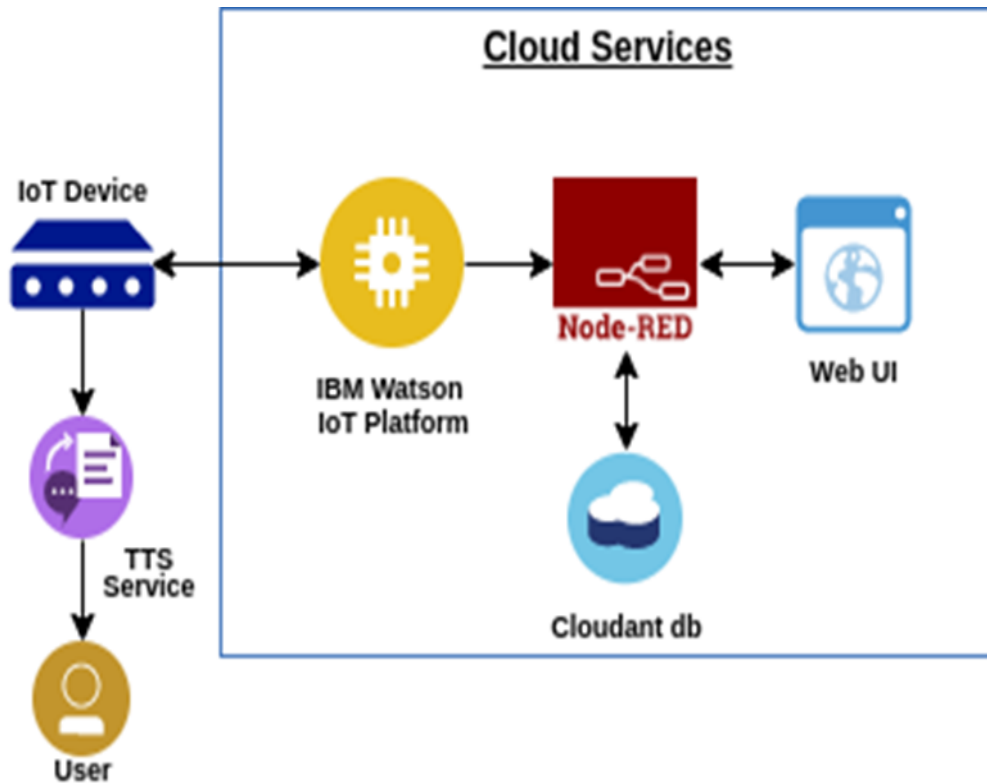 Cloud Services
IoT Device
Node-RED
Web UI
IBM Watson
IoT Platform
TTS
Service
Cloudant db
User